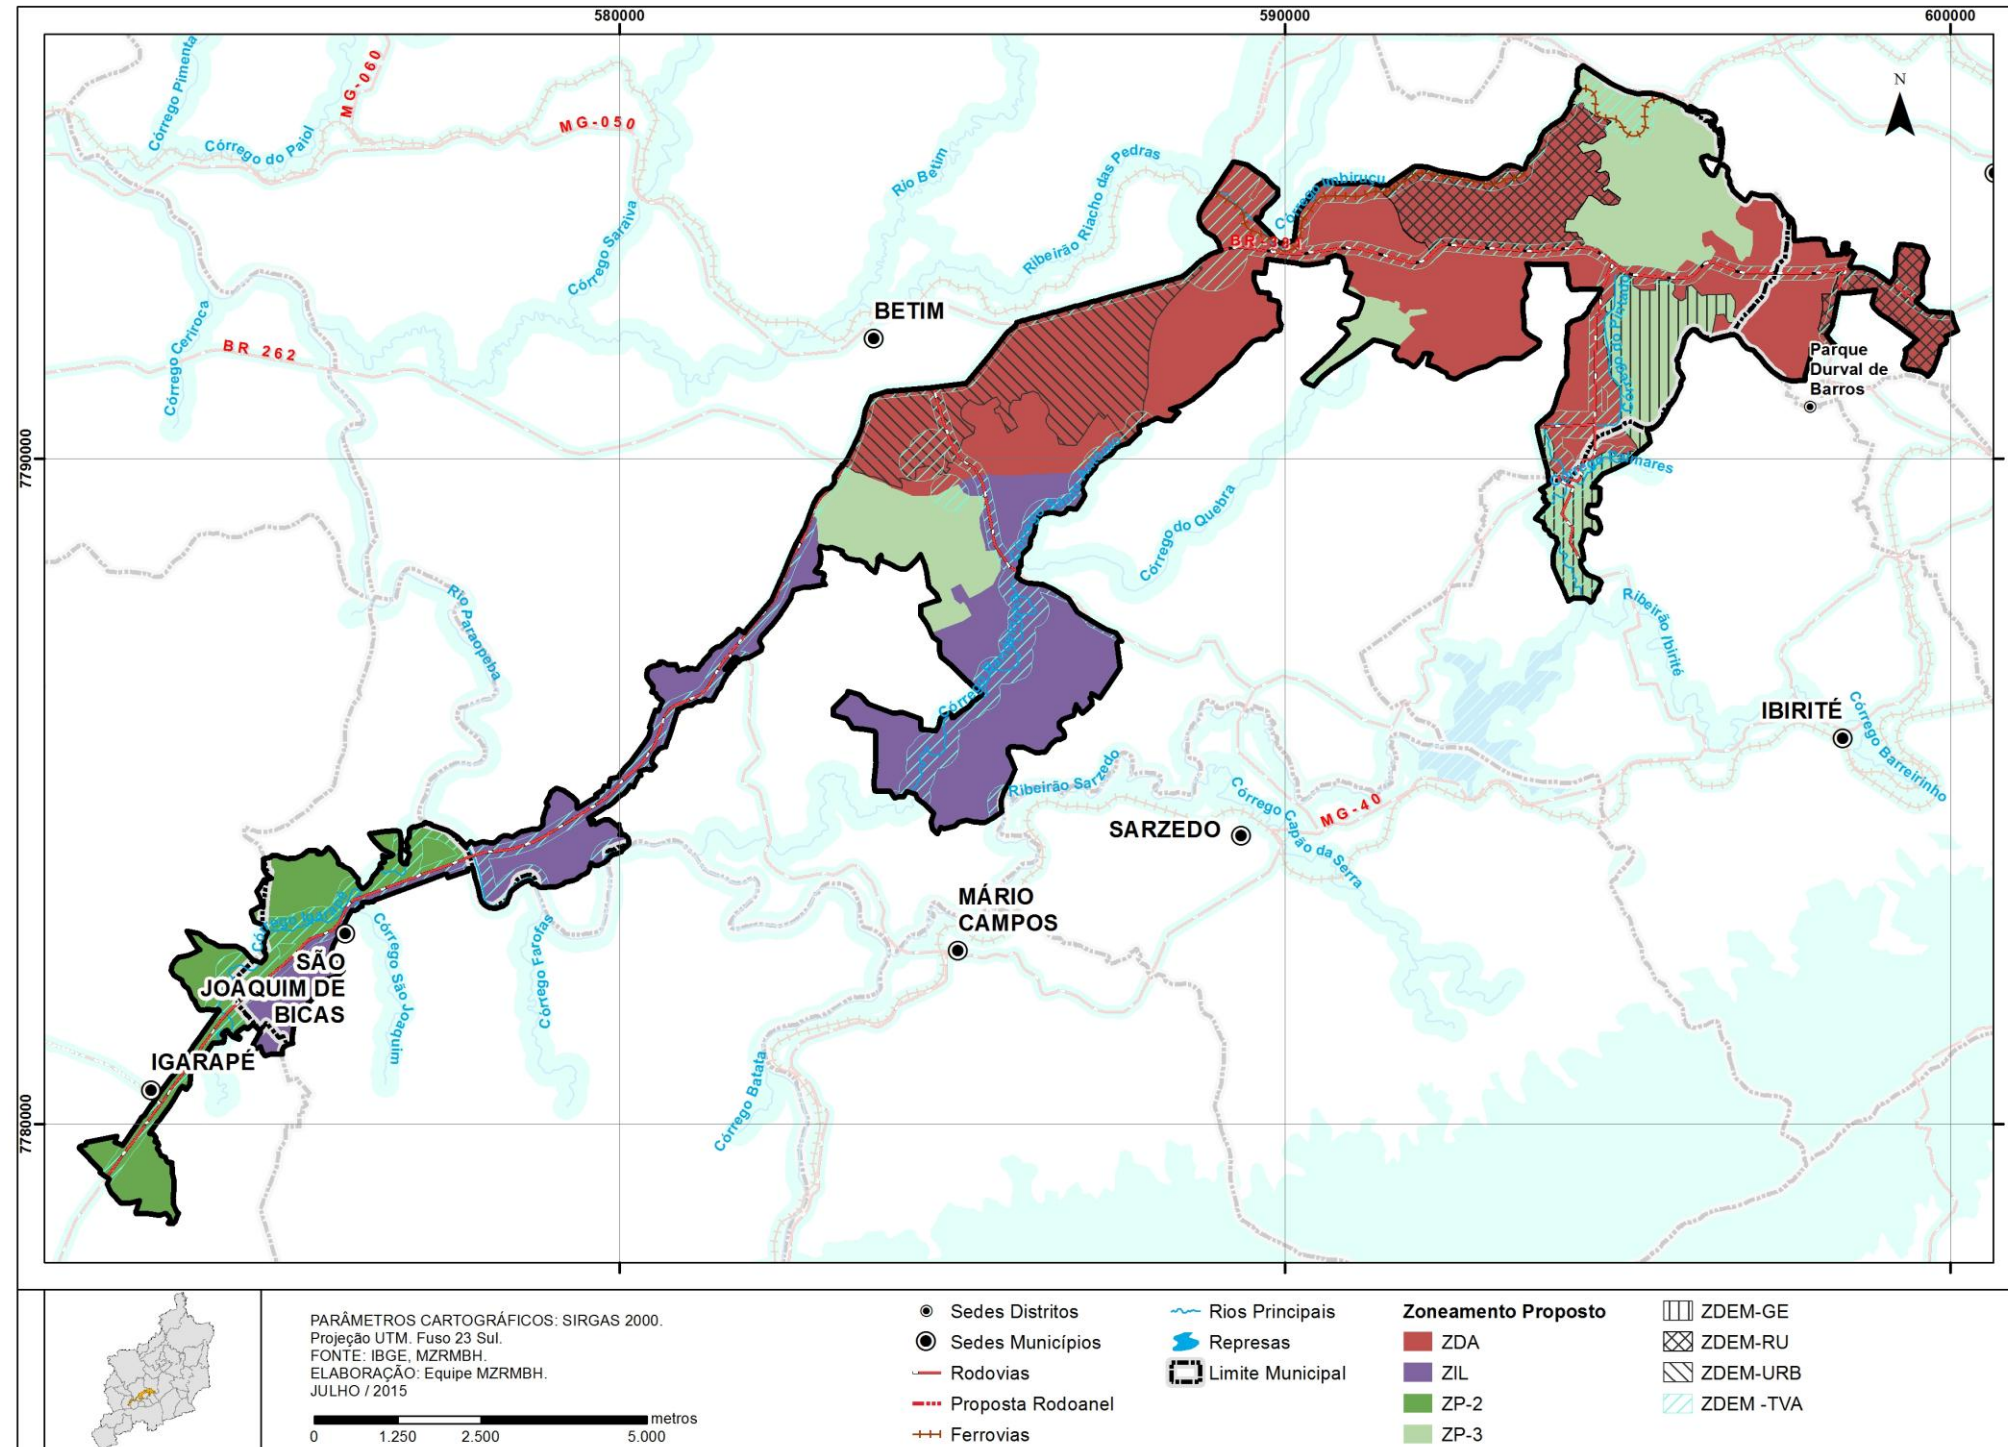 580000
590000
600000
7790000
7780000
N
Córrego Pimenta
MG-060
MG-050
Córrego do Paiol
Rio Betim
Ribeirão Riacho das Pedras
Córrego Imbiruçu
Córrego Saraiva
BR-381
Córrego do Pintado
BETIM
Córrego Ceriroca
BR 262
Parque
Durval de
Barros
Córrego do Quebra
Rio Paraopeba
Ribeirão Ibirité
IBIRITÉ
Córrego Barreirinho
Ribeirão Sarzedo
Córrego Capão da Serra
MG-40
SARZEDO
MÁRIO
CAMPOS
Córrego São Joaquim
Córrego Farofas
SÃO
JOAQUIM DE
BICAS
IGARAPÉ
Córrego Batata
PARÂMETROS CARTOGRÁFICOS: SIRGAS 2000.
Projeção UTM. Fuso 23 Sul.
FONTE: IBGE, MZRMBH.
ELABORAÇÃO: Equipe MZRMBH.
JULHO / 2015
metros
0 1.250 2.500 5.000
Sedes Distritos
Sedes Municípios
Rodovias
Proposta Rodoanel
Ferrovias
Rios Principais
Represas
Limite Municipal
Zoneamento Proposto
ZDA
ZIL
ZP-2
ZP-3
ZDEM-GE
ZDEM-RU
ZDEM-URB
ZDEM -TVA